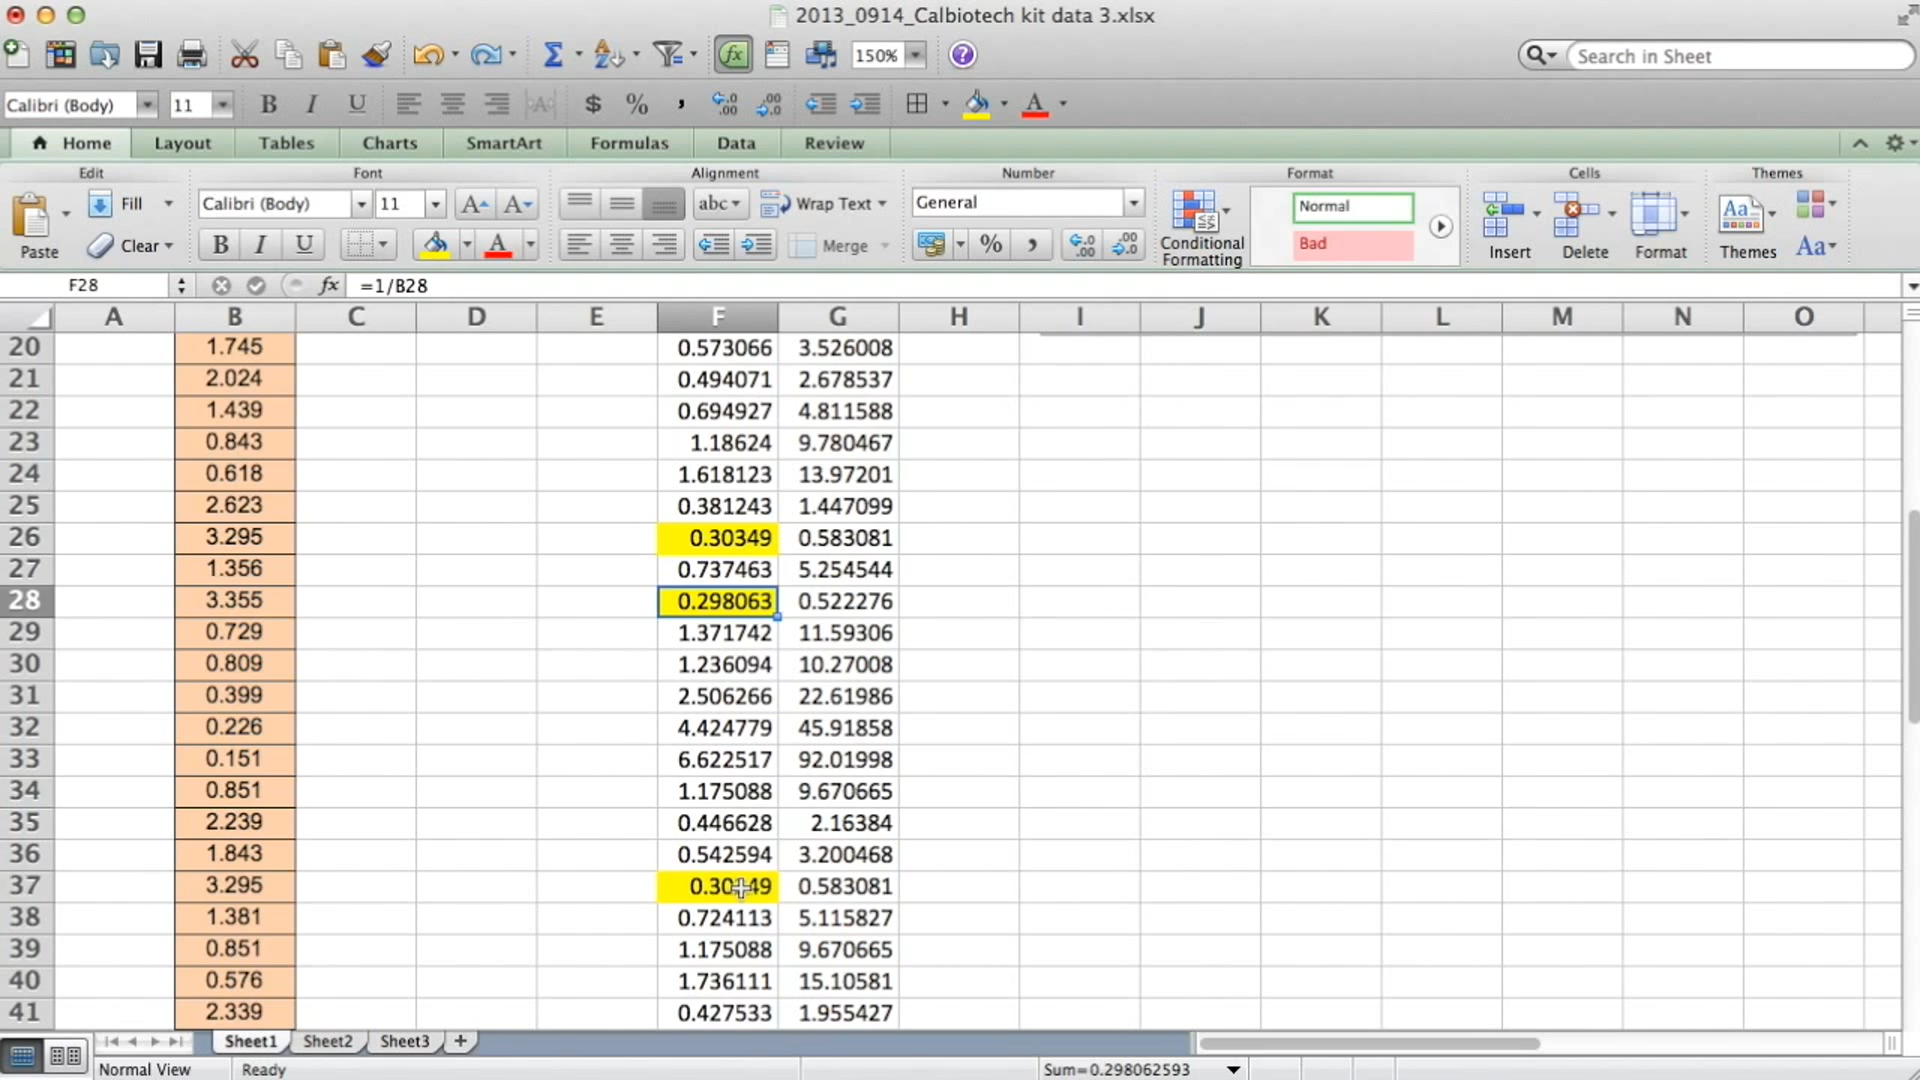 2013_0914_Calbiotech kit data 3.xlsx
150% Search in Sheet
Calibri (Body) 11 B I U A $ % , .0 .00 .00 .0 A
Home Layout Tables Charts SmartArt Formulas Data Review
Edit Font Alignment Number Format Cells Themes
Paste Fill Calibri (Body) 11 A A abc Wrap Text General Normal
Clear B I U A Merge % , .0 .00 .00 .0 Conditional Formatting Bad Insert Delete Format Themes Aa
F28 fx =1/B28
A B C D E F G H I J K L M N O
20 1.745 0.573066 3.526008
21 2.024 0.494071 2.678537
22 1.439 0.694927 4.811588
23 0.843 1.18624 9.780467
24 0.618 1.618123 13.97201
25 2.623 0.381243 1.447099
26 3.295 0.30349 0.583081
27 1.356 0.737463 5.254544
28 3.355 0.298063 0.522276
29 0.729 1.371742 11.59306
30 0.809 1.236094 10.27008
31 0.399 2.506266 22.61986
32 0.226 4.424779 45.91858
33 0.151 6.622517 92.01998
34 0.851 1.175088 9.670665
35 2.239 0.446628 2.16384
36 1.843 0.542594 3.200468
37 3.295 0.30349 0.583081
38 1.381 0.724113 5.115827
39 0.851 1.175088 9.670665
40 0.576 1.736111 15.10581
41 2.339 0.427533 1.955427
Sheet1 Sheet2 Sheet3 +
Normal View Ready Sum=0.298062593